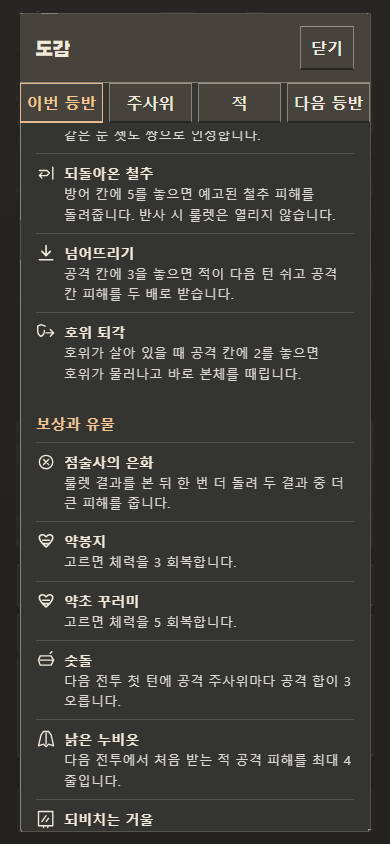 도감
닫기
이번 등반
주사위
적
다음 등반
같은 눈 셋도 쌍으로 인정합니다.
되돌아온 철추
방어 칸에 5를 놓으면 예고된 철추 피해를
돌려줍니다. 반사 시 룰렛은 열리지 않습니다.
넘어뜨리기
공격 칸에 3을 놓으면 적이 다음 턴 쉬고 공격
칸 피해를 두 배로 받습니다.
호위 퇴각
호위가 살아 있을 때 공격 칸에 2를 놓으면
호위가 물러나고 바로 본체를 때립니다.
보상과 유물
점술사의 은화
룰렛 결과를 본 뒤 한 번 더 돌려 두 결과 중 더
큰 피해를 줍니다.
약봉지
고르면 체력을 3 회복합니다.
약초 꾸러미
고르면 체력을 5 회복합니다.
숫돌
다음 전투 첫 턴에 공격 주사위마다 공격 합이 3
오릅니다.
낡은 누비옷
다음 전투에서 처음 받는 적 공격 피해를 최대 4
줄입니다.
되비치는 거울